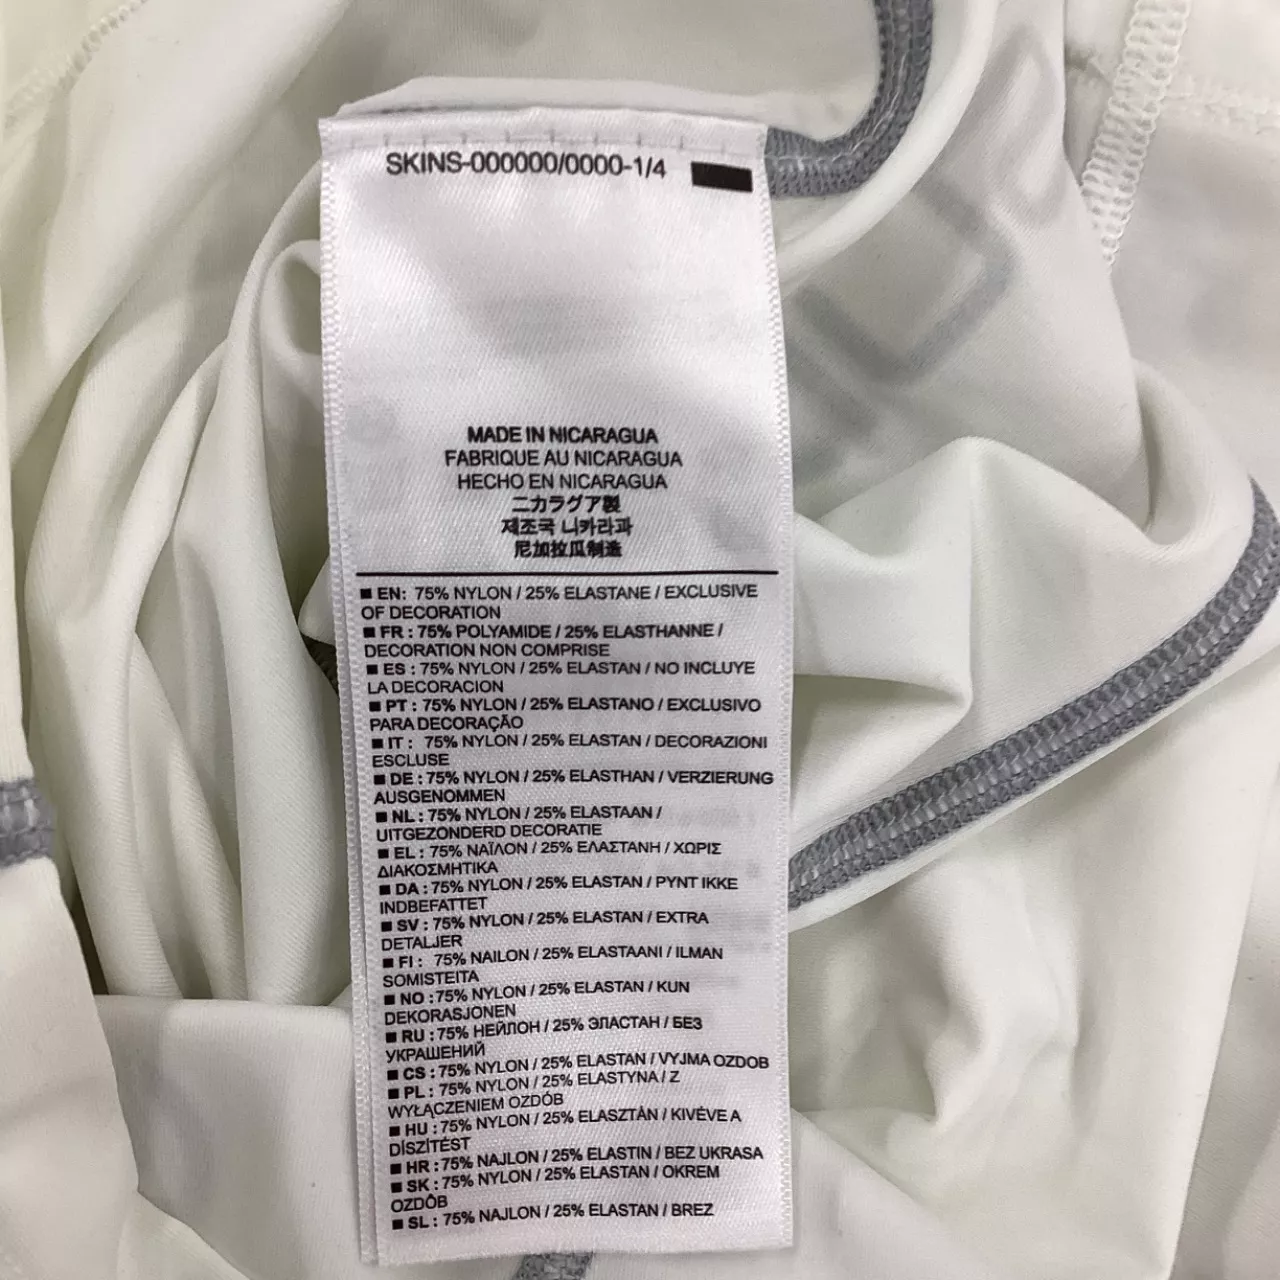 SKINS-000000/0000-1/4
MADE IN NICARAGUA
FABRIQUE AU NICARAGUA
HECHO EN NICARAGUA
ニカラグア製
제조국 니카라과
尼加拉瓜制造
■ EN: 75% NYLON / 25% ELASTANE / EXCLUSIVE
OF DECORATION
■ FR : 75% POLYAMIDE / 25% ELASTHANNE /
DECORATION NON COMPRISE
■ ES : 75% NYLON / 25% ELASTAN / NO INCLUYE
LA DECORACION
■ PT : 75% NYLON / 25% ELASTANO / EXCLUSIVO
PARA DECORAÇÃO
■ IT : 75% NYLON / 25% ELASTAN / DECORAZIONI
ESCLUSE
■ DE : 75% NYLON / 25% ELASTHAN / VERZIERUNG
AUSGENOMMEN
■ NL : 75% NYLON / 25% ELASTAAN /
UITGEZONDERD DECORATIE
■ EL : 75% ΝΑΪΛΟΝ / 25% ΕΛΑΣΤΑΝΗ / ΧΩΡΙΣ
ΔΙΑΚΟΣΜΗΤΙΚΑ
■ DA : 75% NYLON / 25% ELASTAN / PYNT IKKE
INDBEFATTET
■ SV : 75% NYLON / 25% ELASTAN / EXTRA
DETALJER
■ FI : 75% NAILON / 25% ELASTAANI / ILMAN
SOMISTEITA
■ NO : 75% NYLON / 25% ELASTAN / KUN
DEKORASJONEN
■ RU : 75% НЕЙЛОН / 25% ЭЛАСТАН / БЕЗ
УКРАШЕНИЙ
■ CS : 75% NYLON / 25% ELASTAN / VYJMA OZDOB
■ PL : 75% NYLON / 25% ELASTYNA / Z
WYŁĄCZENIEM OZDÓB
■ HU : 75% NYLON / 25% ELASZTÁN / KIVÉVE A
DÍSZÍTÉST
■ HR : 75% NAJLON / 25% ELASTIN / BEZ UKRASA
■ SK : 75% NYLON / 25% ELASTAN / OKREM
OZDÔB
■ SL : 75% NAJLON / 25% ELASTAN / BREZ